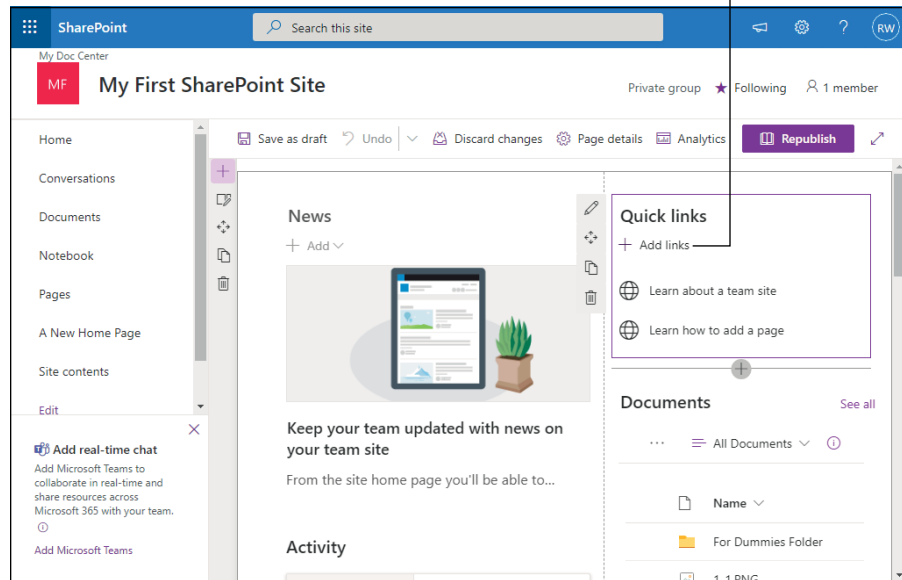 SharePoint
Search this site
RW
My Doc Center
MF
My First SharePoint Site
Private group
Following
1 member
Home
Conversations
Documents
Notebook
Pages
A New Home Page
Site contents
Edit
Save as draft
Undo
Discard changes
Page details
Analytics
Republish
News
Add
Keep your team updated with news on
your team site
From the site home page you'll be able to...
Activity
Quick links
Add links
Learn about a team site
Learn how to add a page
Documents
See all
All Documents
Name
For Dummies Folder
1-1.PNG
Add real-time chat
Add Microsoft Teams to
collaborate in real-time and
share resources across
Microsoft 365 with your team.
Add Microsoft Teams